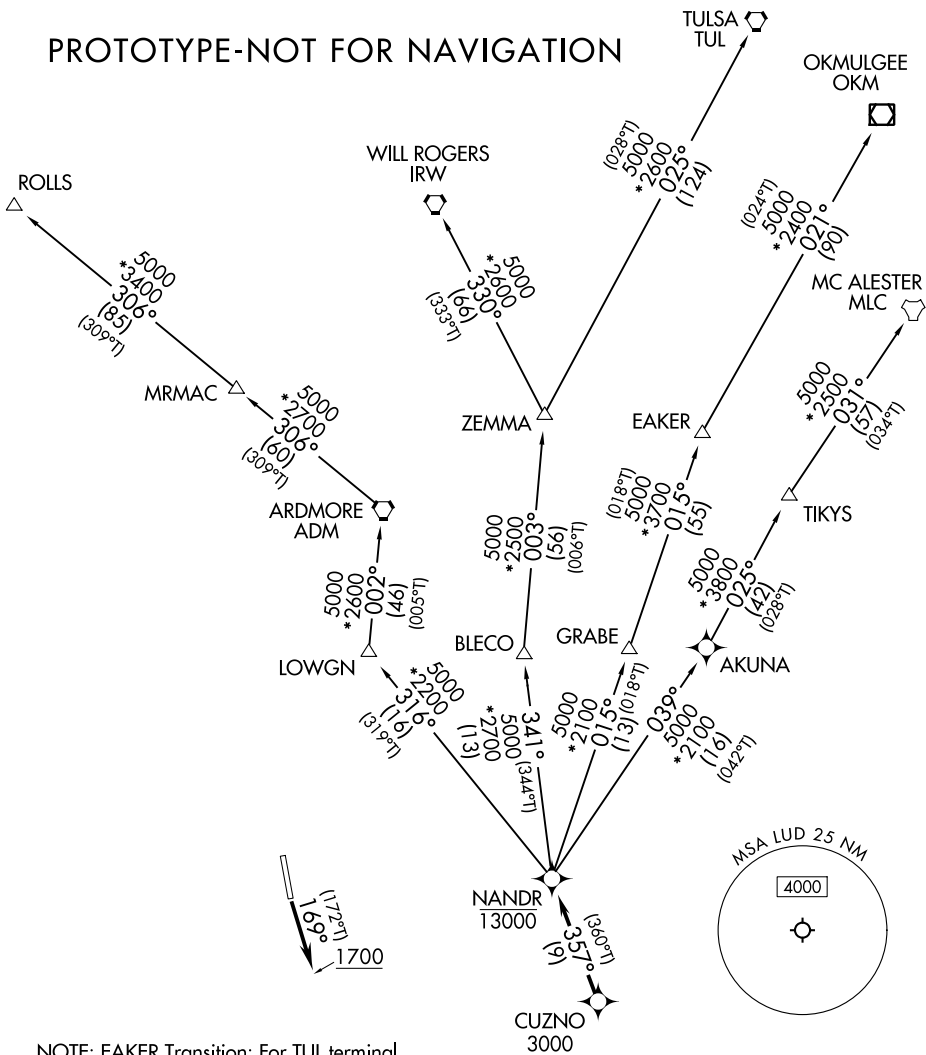 PROTOTYPE-NOT FOR NAVIGATION
TULSA
TUL
OKMULGEE
OKM
WILL ROGERS
IRW
ROLLS
(028°T)
5000
*2600
025°
(124)
(024°T)
5000
*2400
021°
(90)
MC ALESTER
MLC
5000
*3400
306°
(85)
(309°T)
5000
*2600
330°
(66)
(333°T)
MRMAC
5000
*2700
306°
(60)
(309°T)
ZEMMA
EAKER
5000
*2500
031°
(57)
(034°T)
ARDMORE
ADM
TIKYS
5000
*2500
003°
(56)
(006°T)
(018°T)
5000
*3700
015°
(55)
5000
*2600
002°
(46)
(005°T)
5000
*3800
025°
(42)
(028°T)
LOWGN
BLECO
GRABE
AKUNA
5000
*2200
316°
(16)
(319°T)
341°
5000
*2700
(13)
(344°T)
5000
*2100
015°
(13)
(018°T)
039°
5000
*2100
(16)
(042°T)
MSA LUD 25 NM
4000
NANDR
13000
(172°T)
169°
1700
(360°T)
357°
(9)
CUZNO
3000
NOTE: EAKER Transition: For TUL terminal